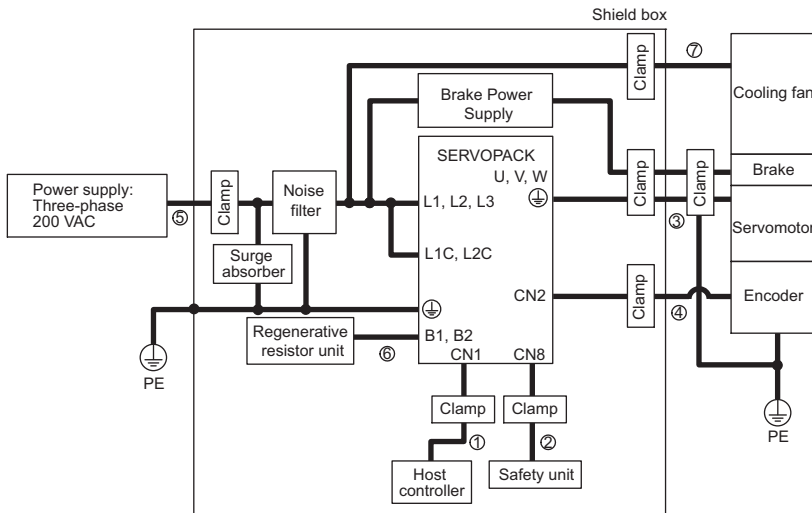 Shield box
Clamp
⑦
Cooling fan
Brake Power
Supply
SERVOPACK
U, V, W
Clamp
Clamp
Brake
Power supply:
Three-phase
200 VAC
⑤
Clamp
Noise
filter
L1, L2, L3
③
Servomotor
Surge
absorber
L1C, L2C
CN2
Clamp
④
Encoder
Regenerative
resistor unit
⑥
B1, B2
CN1
CN8
PE
Clamp
Clamp
PE
①
②
Host
controller
Safety unit